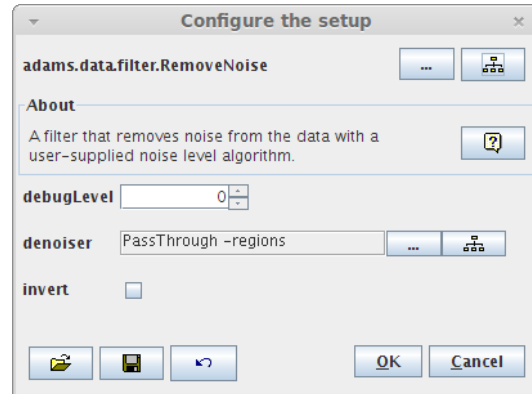 Configure the setup
adams.data.filter.RemoveNoise
...
About
A filter that removes noise from the data with a
user-supplied noise level algorithm.
debugLevel 0
denoiser PassThrough -regions ...
invert
OK Cancel